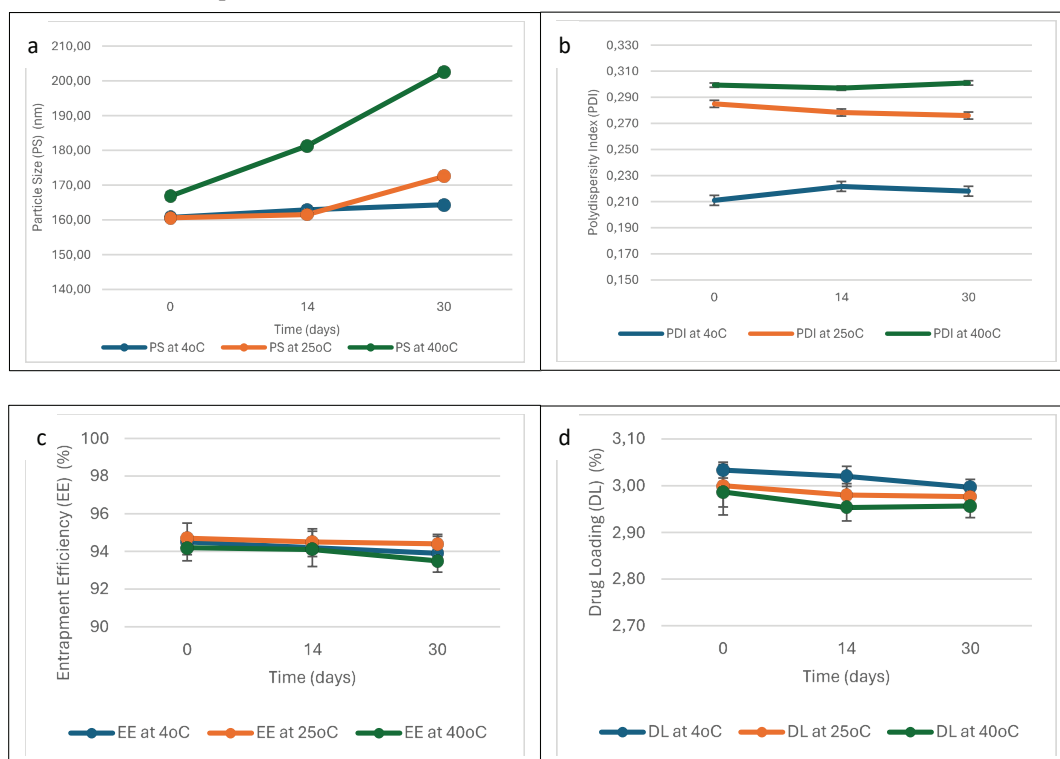 a
210,00
200,00
190,00
180,00
170,00
160,00
150,00
140,00
Particle Size (PS) (nm)
0 14 30
Time (days)
PS at 4oC PS at 25oC PS at 40oC
b
0,330
0,310
0,290
0,270
0,250
0,230
0,210
0,190
0,170
0,150
Polydispersity Index (PDI)
0 14 30
PDI at 4oC PDI at 25oC PDI at 40oC
c
100
98
96
94
92
90
Entrapment Efficiency (EE) (%)
0 14 30
Time (days)
EE at 4oC EE at 25oC EE at 40oC
d
3,10
3,00
2,90
2,80
2,70
Drug Loading (DL) (%)
0 14 30
Time (days)
DL at 4oC DL at 25oC DL at 40oC